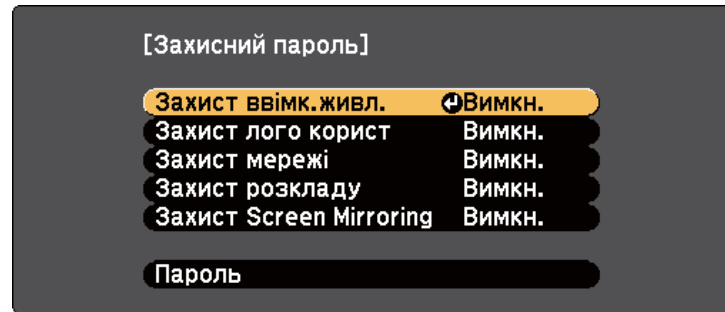 [Захисний пароль]
Захист ввімк.живл. Вимкн.
Захист лого корист Вимкн.
Захист мережі Вимкн.
Захист розкладу Вимкн.
Захист Screen Mirroring Вимкн.
Пароль